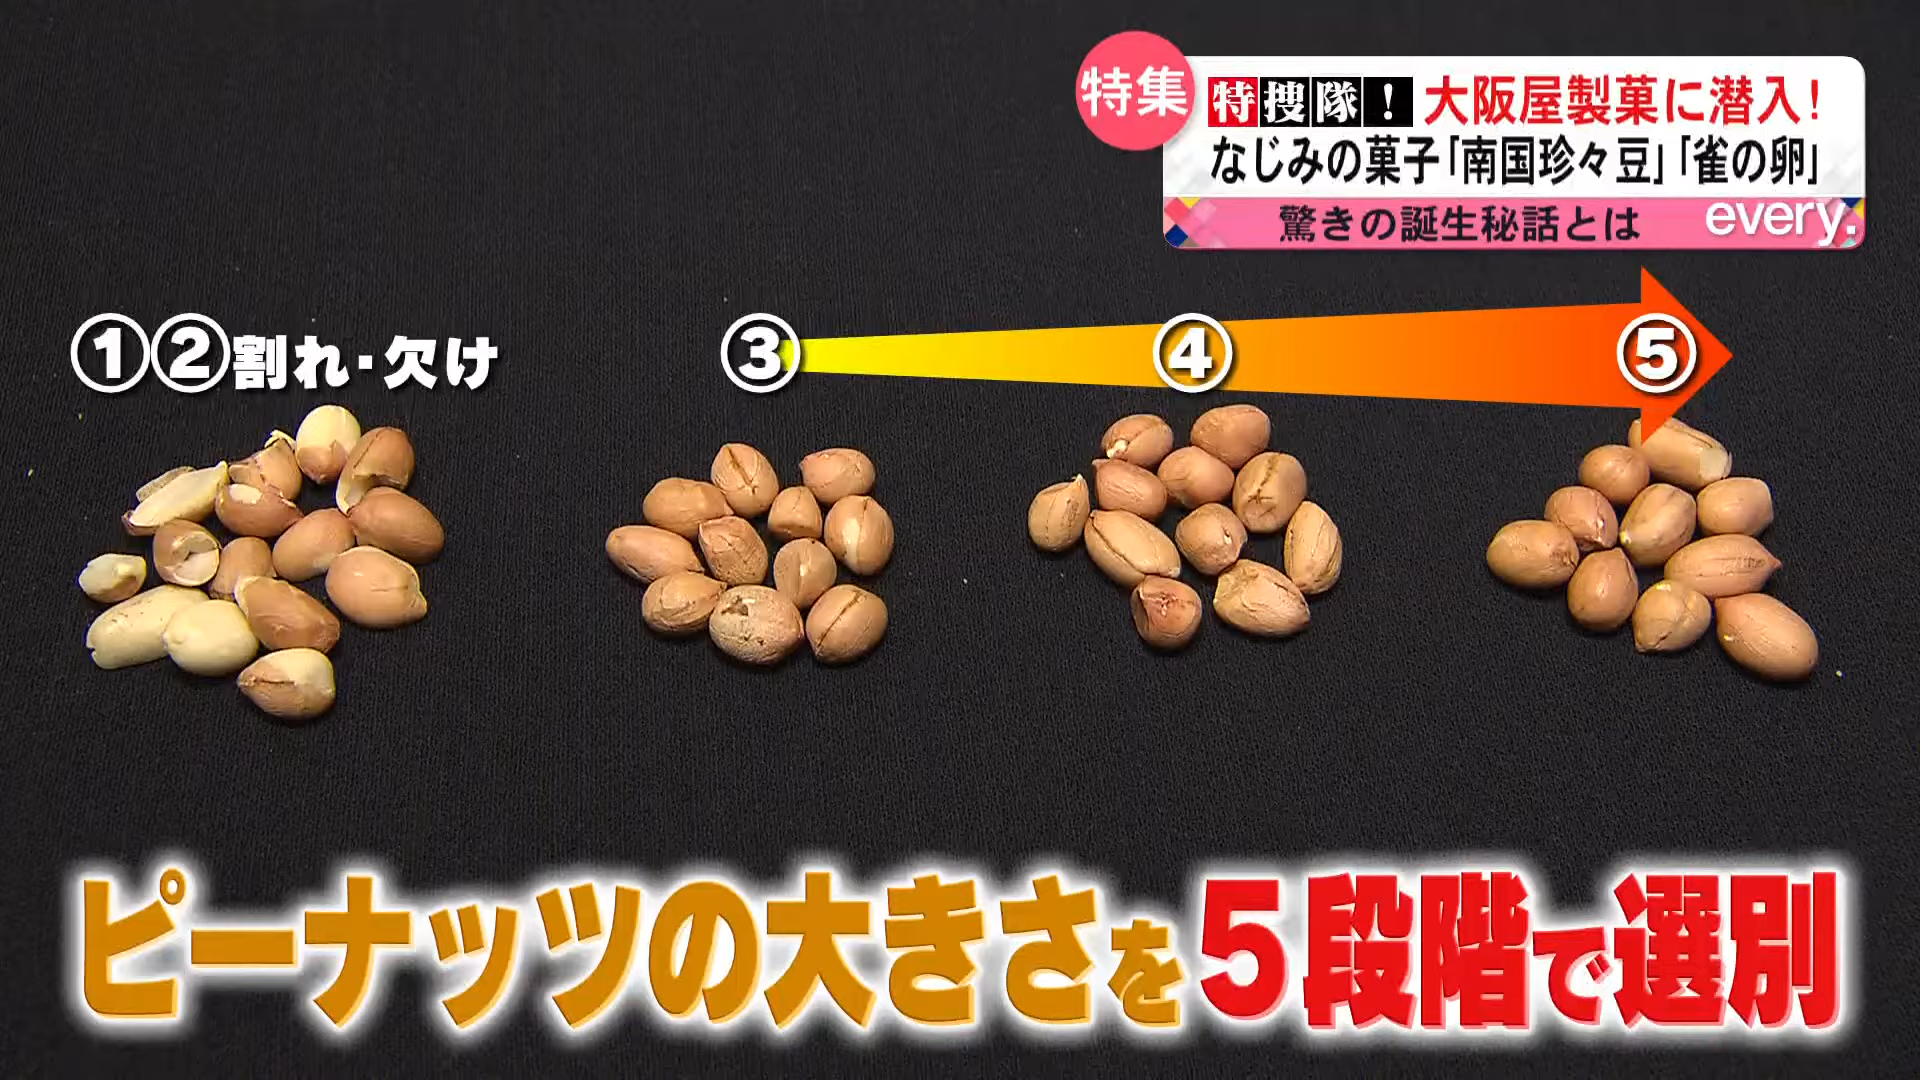 特集
特捜隊！大阪屋製菓に潜入！
なじみの菓子「南国珍々豆」「雀の卵」
驚きの誕生秘話とは
every.
①②割れ・欠け
③
④
⑤
ピーナッツの大きさを5段階で選別